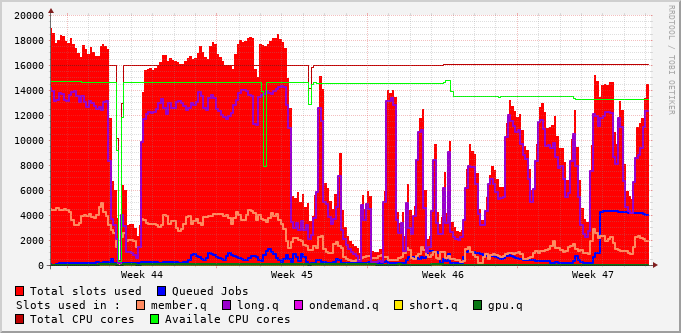 20000
18000
16000
14000
12000
10000
8000
6000
4000
2000
0
Week 44 Week 45 Week 46 Week 47
RRDTOOL / TOBI OETIKER
Total slots used Queued Jobs
Slots used in : member.q long.q ondemand.q short.q gpu.q
Total CPU cores Availale CPU cores